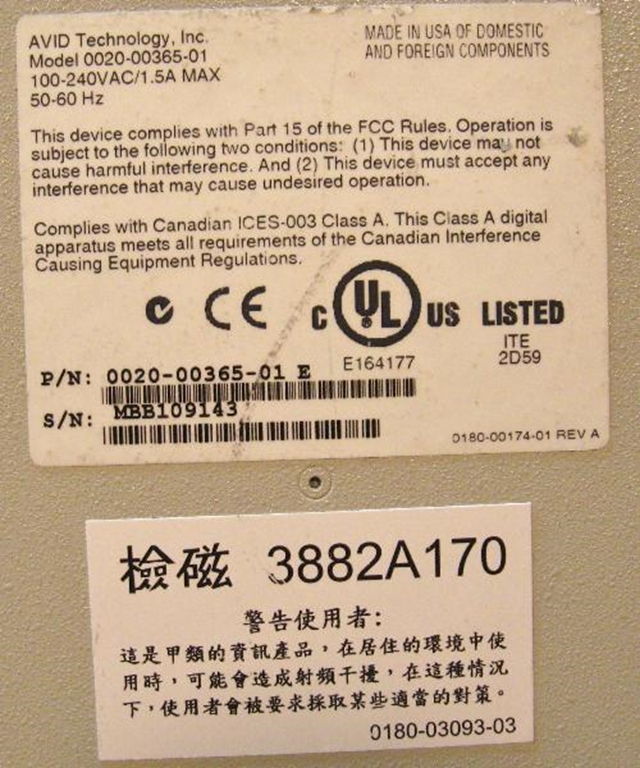 AVID Technology, Inc.
Model 0020-00365-01
100-240VAC/1.5A MAX
50-60 Hz
MADE IN USA OF DOMESTIC
AND FOREIGN COMPONENTS
This device complies with Part 15 of the FCC Rules. Operation is
subject to the following two conditions: (1) This device may not
cause harmful interference. And (2) This device must accept any
interference that may cause undesired operation.
Complies with Canadian ICES-003 Class A. This Class A digital
apparatus meets all requirements of the Canadian Interference
Causing Equipment Regulations.
CE
C UL US LISTED
E164177
ITE
2D59
P/N: 0020-00365-01 E
S/N: MBB109143
0180-00174-01 REV A
檢磁 3882A170
警告使用者:
這是甲類的資訊產品，在居住的環境中使
用時，可能會造成射頻干擾，在這種情況
下，使用者會被要求採取某些適當的對策。
0180-03093-03